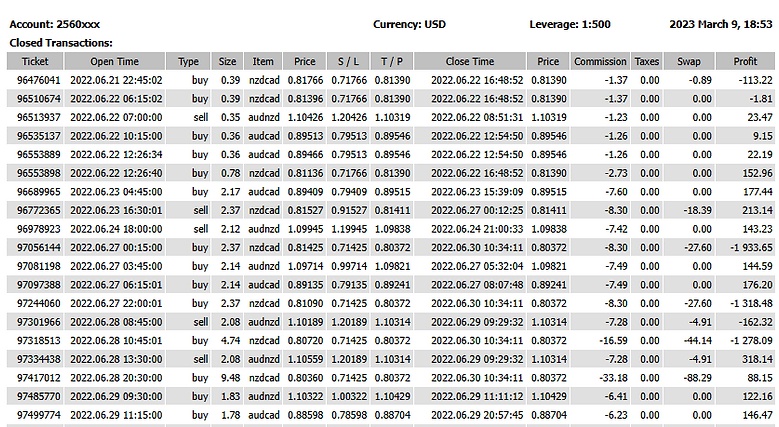 Account: 2560xxx Currency: USD Leverage: 1:500 2023 March 9, 18:53
Closed Transactions:
Ticket Open Time Type Size Item Price S / L T / P Close Time Price Commission Taxes Swap Profit
96476041 2022.06.21 22:45:02 buy 0.39 nzdcad 0.81766 0.71766 0.81390 2022.06.22 16:48:52 0.81390 -1.37 0.00 -0.89 -113.22
96510674 2022.06.22 06:15:02 buy 0.39 nzdcad 0.81396 0.71766 0.81390 2022.06.22 16:48:52 0.81390 -1.37 0.00 0.00 -1.81
96513937 2022.06.22 07:00:00 sell 0.35 audnzd 1.10426 1.20426 1.10319 2022.06.22 08:51:31 1.10319 -1.23 0.00 0.00 23.47
96535137 2022.06.22 10:15:00 buy 0.36 audcad 0.89513 0.79513 0.89546 2022.06.22 12:54:50 0.89546 -1.26 0.00 0.00 9.15
96553889 2022.06.22 12:26:34 buy 0.36 audcad 0.89466 0.79513 0.89546 2022.06.22 12:54:50 0.89546 -1.26 0.00 0.00 22.19
96553898 2022.06.22 12:26:40 buy 0.78 nzdcad 0.81136 0.71766 0.81390 2022.06.22 16:48:52 0.81390 -2.73 0.00 0.00 152.96
96689965 2022.06.23 04:45:00 buy 2.17 audcad 0.89409 0.79409 0.89515 2022.06.23 15:39:09 0.89515 -7.60 0.00 0.00 177.44
96772365 2022.06.23 16:30:01 sell 2.37 nzdcad 0.81527 0.91527 0.81411 2022.06.27 00:12:25 0.81411 -8.30 0.00 -18.39 213.14
96978923 2022.06.24 18:00:00 sell 2.12 audnzd 1.09945 1.19945 1.09838 2022.06.24 21:00:33 1.09838 -7.42 0.00 0.00 143.23
97056144 2022.06.27 00:15:00 buy 2.37 nzdcad 0.81425 0.71425 0.80372 2022.06.30 10:34:11 0.80372 -8.30 0.00 -27.60 -1 933.65
97081198 2022.06.27 03:45:00 buy 2.14 audnzd 1.09714 0.99714 1.09821 2022.06.27 05:32:04 1.09821 -7.49 0.00 0.00 144.59
97097388 2022.06.27 06:15:01 buy 2.14 audcad 0.89135 0.79135 0.89241 2022.06.27 08:07:48 0.89241 -7.49 0.00 0.00 176.20
97244060 2022.06.27 22:00:01 buy 2.37 nzdcad 0.81090 0.71425 0.80372 2022.06.30 10:34:11 0.80372 -8.30 0.00 -27.60 -1 318.48
97301966 2022.06.28 08:45:00 sell 2.08 audnzd 1.10189 1.20189 1.10314 2022.06.29 09:29:32 1.10314 -7.28 0.00 -4.91 -162.32
97318513 2022.06.28 10:45:01 buy 4.74 nzdcad 0.80720 0.71425 0.80372 2022.06.30 10:34:11 0.80372 -16.59 0.00 -44.14 -1 278.09
97334438 2022.06.28 13:30:00 sell 2.08 audnzd 1.10559 1.20189 1.10314 2022.06.29 09:29:32 1.10314 -7.28 0.00 -4.91 318.14
97417012 2022.06.28 20:30:00 buy 9.48 nzdcad 0.80360 0.71425 0.80372 2022.06.30 10:34:11 0.80372 -33.18 0.00 -88.29 88.15
97485770 2022.06.29 09:30:00 buy 1.83 audnzd 1.10322 1.00322 1.10429 2022.06.29 11:11:12 1.10429 -6.41 0.00 0.00 122.16
97499774 2022.06.29 11:15:00 buy 1.78 audcad 0.88598 0.78598 0.88704 2022.06.29 20:57:45 0.88704 -6.23 0.00 0.00 146.47